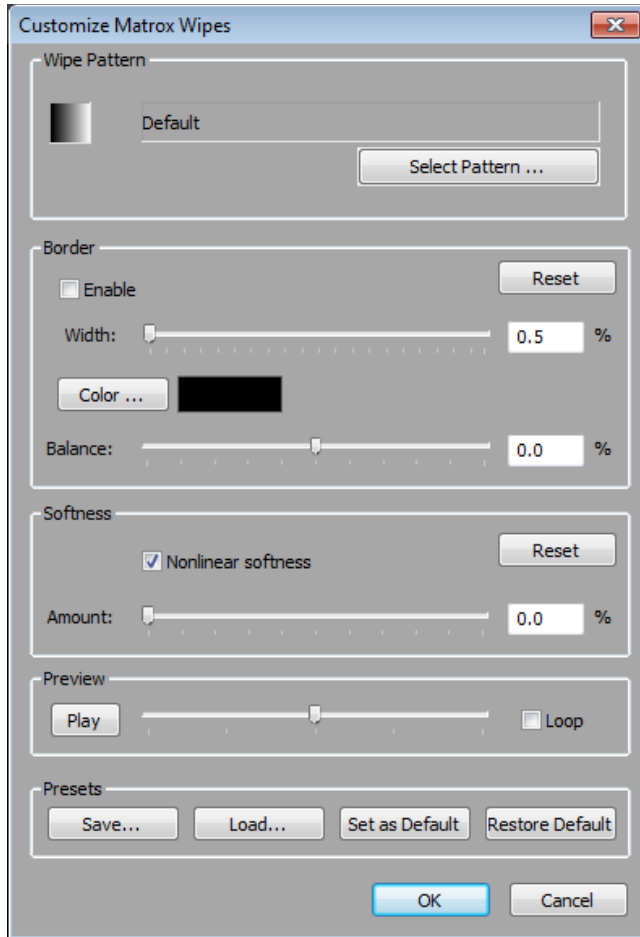 Customize Matrox Wipes
Wipe Pattern
Default
Select Pattern ...
Border
Enable
Reset
Width:
0.5
%
Color ...
Balance:
0.0
%
Softness
Nonlinear softness
Reset
Amount:
0.0
%
Preview
Play
Loop
Presets
Save...
Load...
Set as Default
Restore Default
OK
Cancel